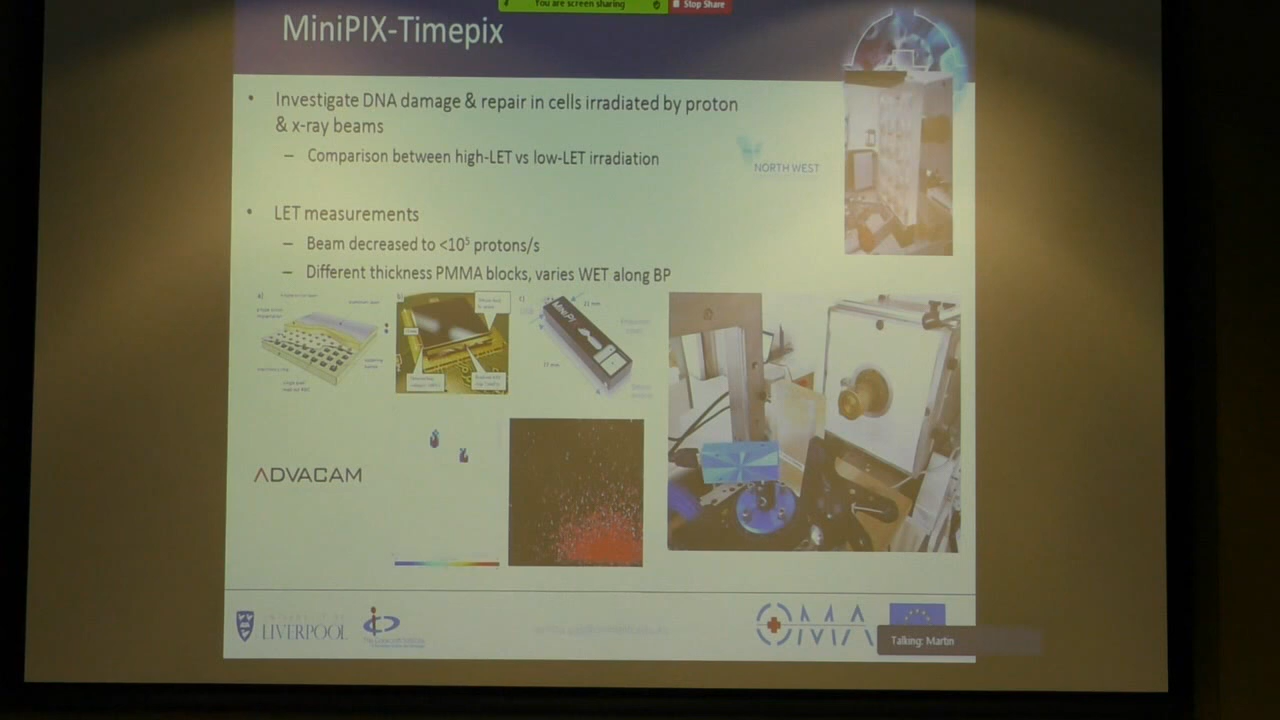 You are screen sharing
Stop Share
MiniPIX-Timepix
• Investigate DNA damage & repair in cells irradiated by proton
& x-ray beams
– Comparison between high-LET vs low-LET irradiation
NORTH WEST
• LET measurements
– Beam decreased to <10⁵ protons/s
– Different thickness PMMA blocks, varies WET along BP
a)
b)
c)
21 mm
ADVACAM
LIVERPOOL
OMA
Talking: Martin